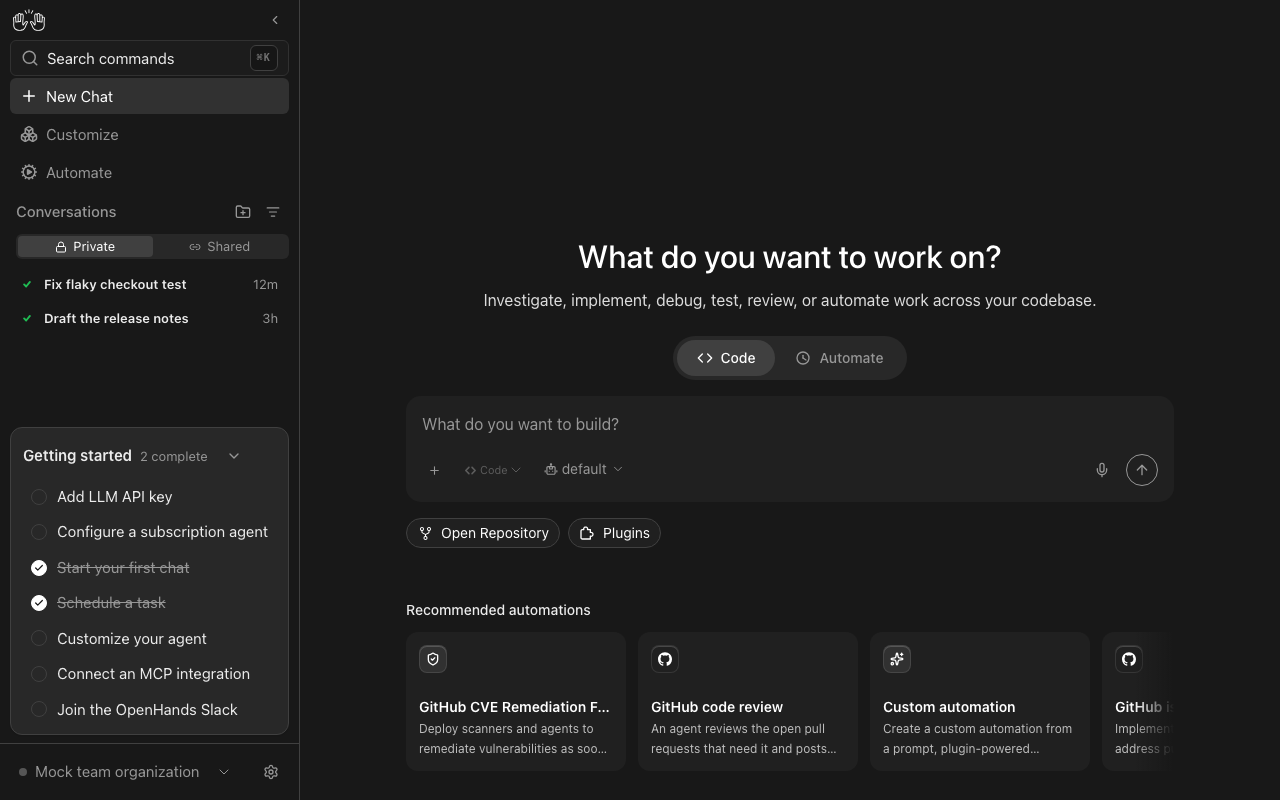 Search commands
⌘K
New Chat
Customize
Automate
Conversations
Private
Shared
Fix flaky checkout test
12m
Draft the release notes
3h
Getting started
2 complete
Add LLM API key
Configure a subscription agent
Start your first chat
Schedule a task
Customize your agent
Connect an MCP integration
Join the OpenHands Slack
Mock team organization
What do you want to work on?
Investigate, implement, debug, test, review, or automate work across your codebase.
Code
Automate
What do you want to build?
Code
default
Open Repository
Plugins
Recommended automations
GitHub CVE Remediation F...
Deploy scanners and agents to
remediate vulnerabilities as soo...
GitHub code review
An agent reviews the open pull
requests that need it and posts...
Custom automation
Create a custom automation from
a prompt, plugin-powered...
GitHub
address